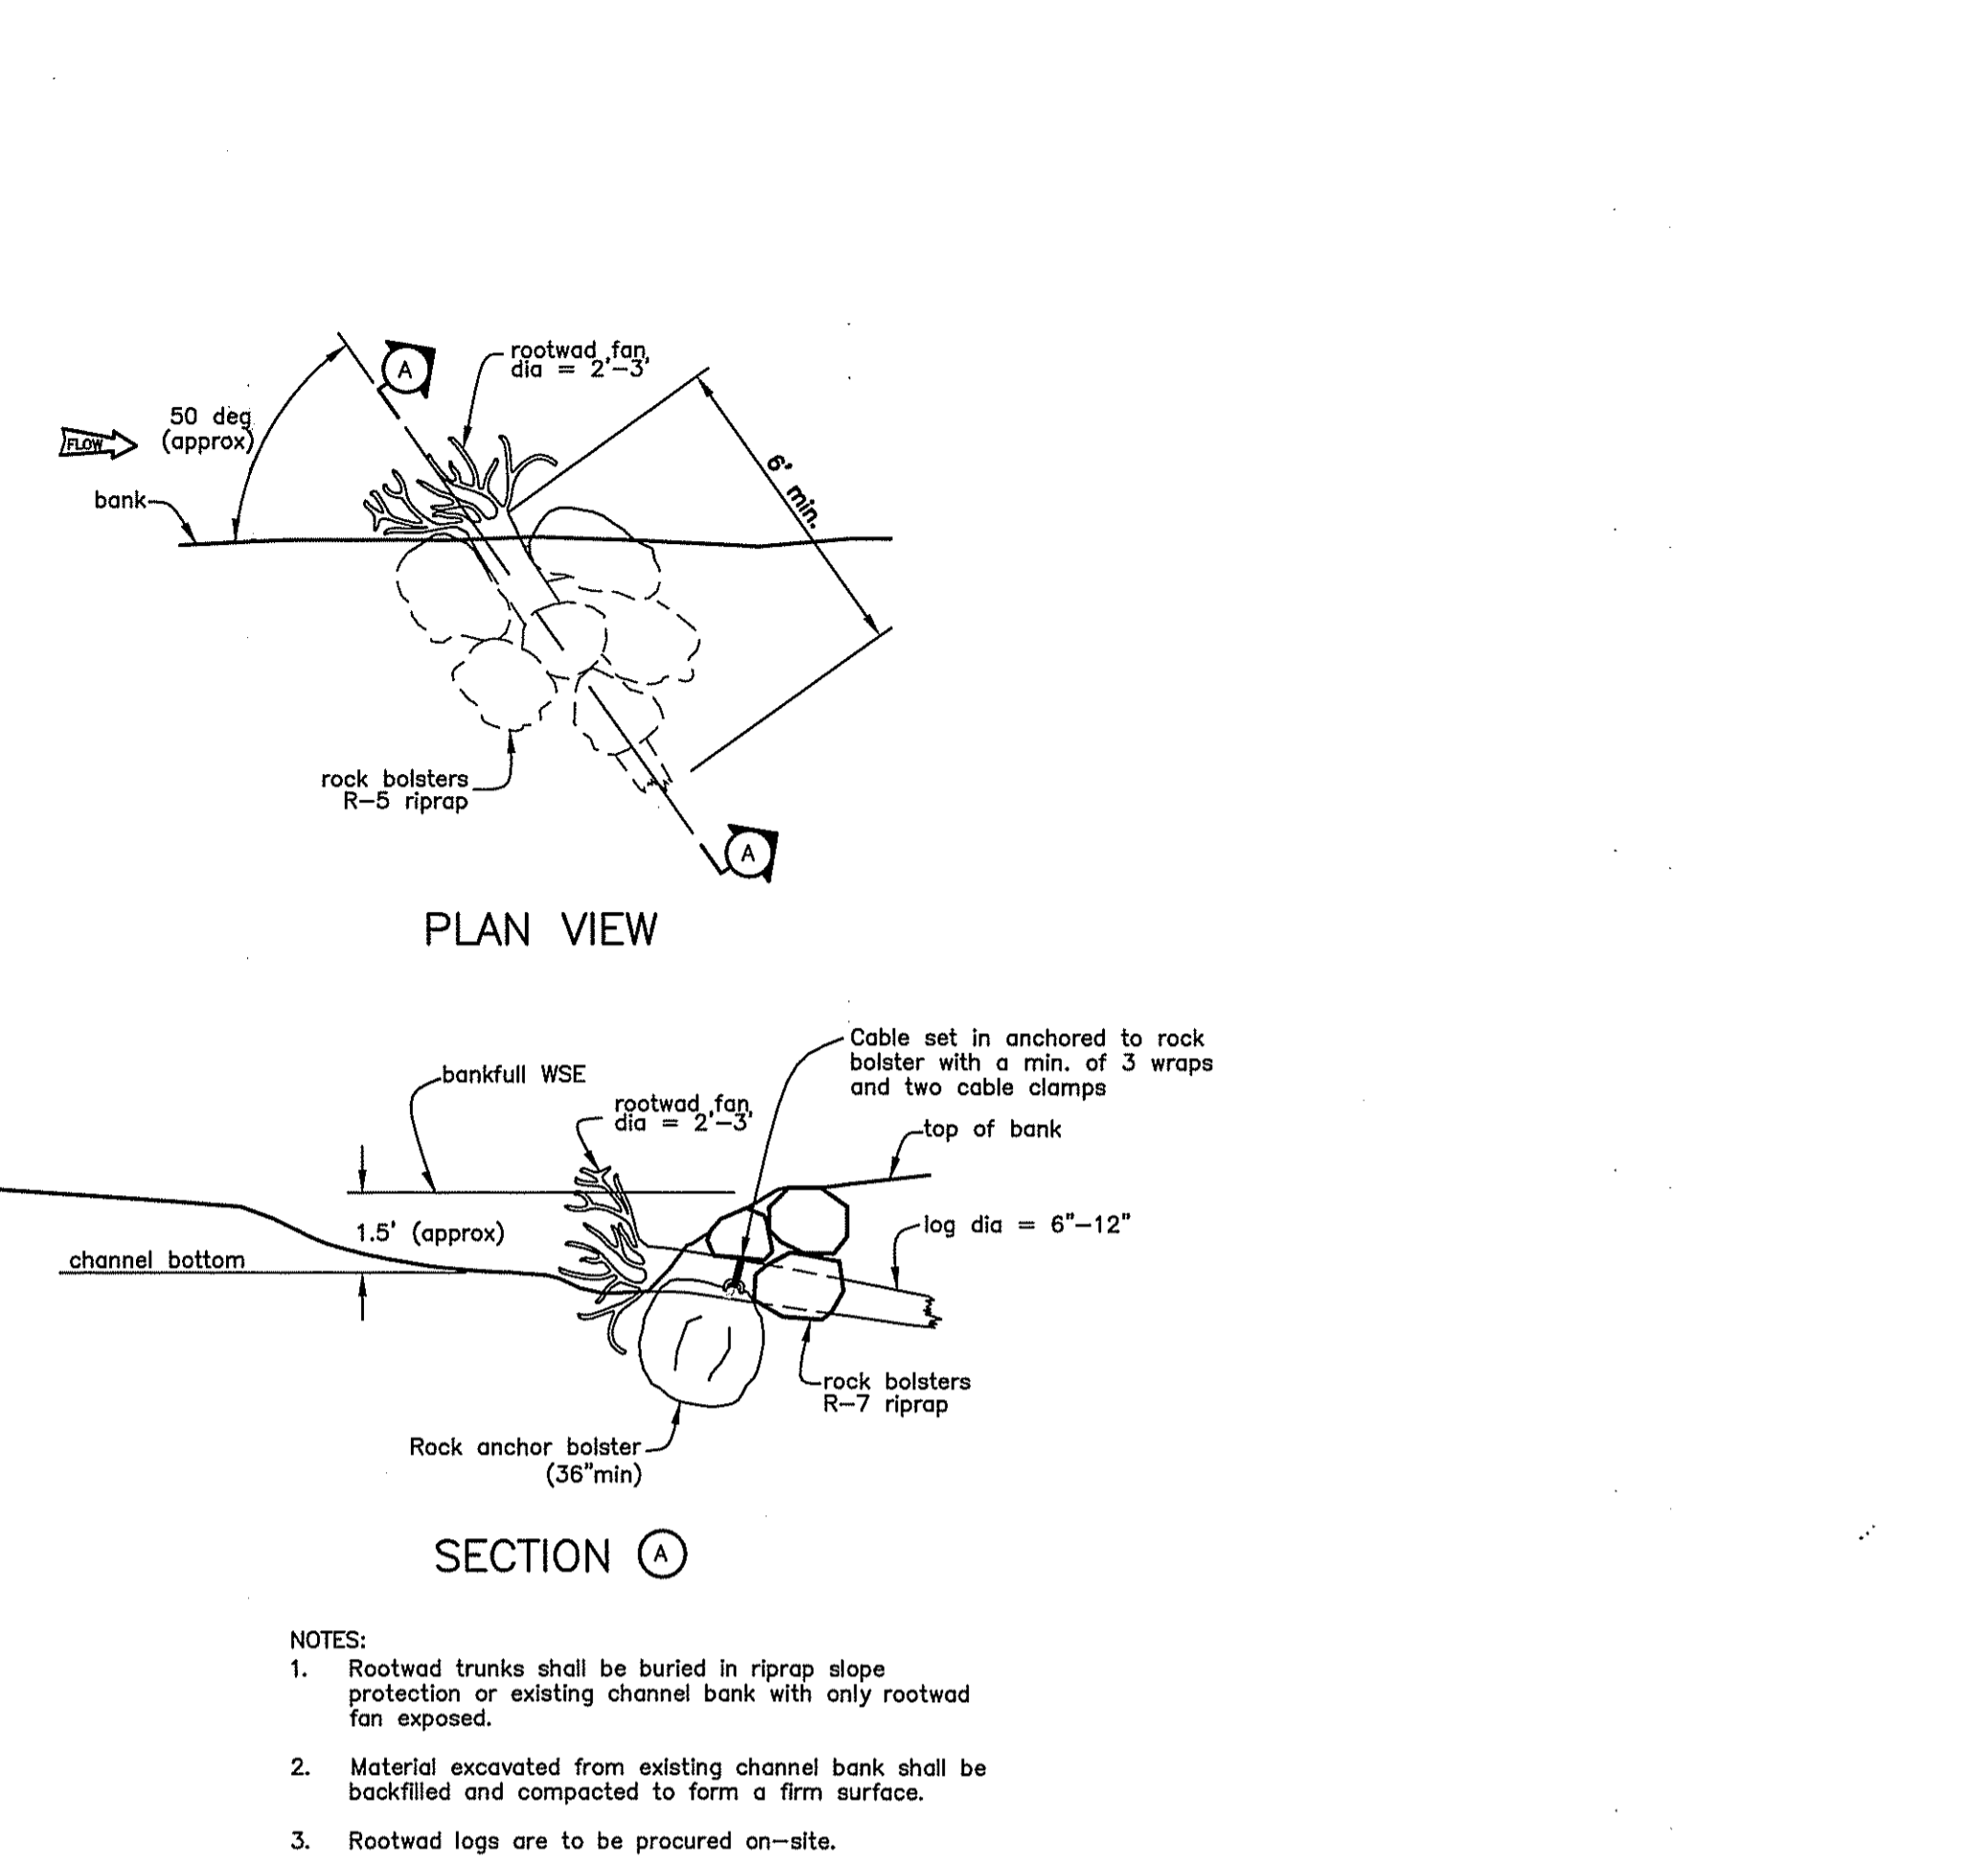 A
rootwad fan,
dia = 2'-3'
50 deg
(approx)
FLOW
bank
6' min.
rock bolsters
R-5 riprap
A
PLAN VIEW
Cable set in anchored to rock
bolster with a min. of 3 wraps
and two cable clamps
bankfull WSE
rootwad fan,
dia = 2'-3'
top of bank
1.5' (approx)
log dia = 6"-12"
channel bottom
rock bolsters
R-7 riprap
Rock anchor bolster
(36"min)
SECTION A
NOTES:
1. Rootwad trunks shall be buried in riprap slope
protection or existing channel bank with only rootwad
fan exposed.
2. Material excavated from existing channel bank shall be
backfilled and compacted to form a firm surface.
3. Rootwad logs are to be procured on-site.